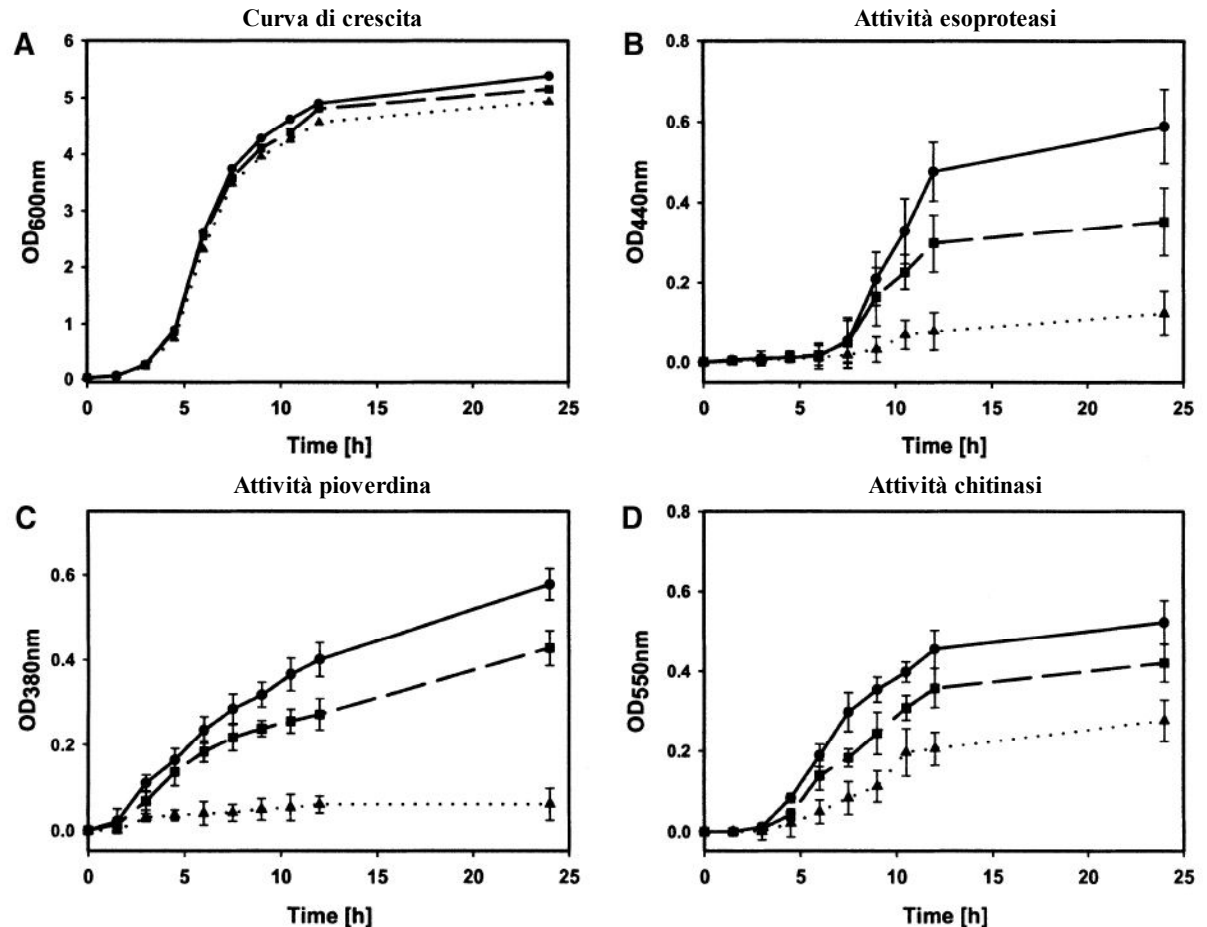 Curva di crescita
A
6
5
4
3
2
1
0
OD600nm
0 5 10 15 20 25
Time [h]
Attività esoproteasi
B
0.8
0.6
0.4
0.2
0.0
OD440nm
0 5 10 15 20 25
Time [h]
Attività pioverdina
C
0.6
0.4
0.2
0.0
OD380nm
0 5 10 15 20 25
Time [h]
Attività chitinasi
D
0.8
0.6
0.4
0.2
0.0
OD550nm
0 5 10 15 20 25
Time [h]